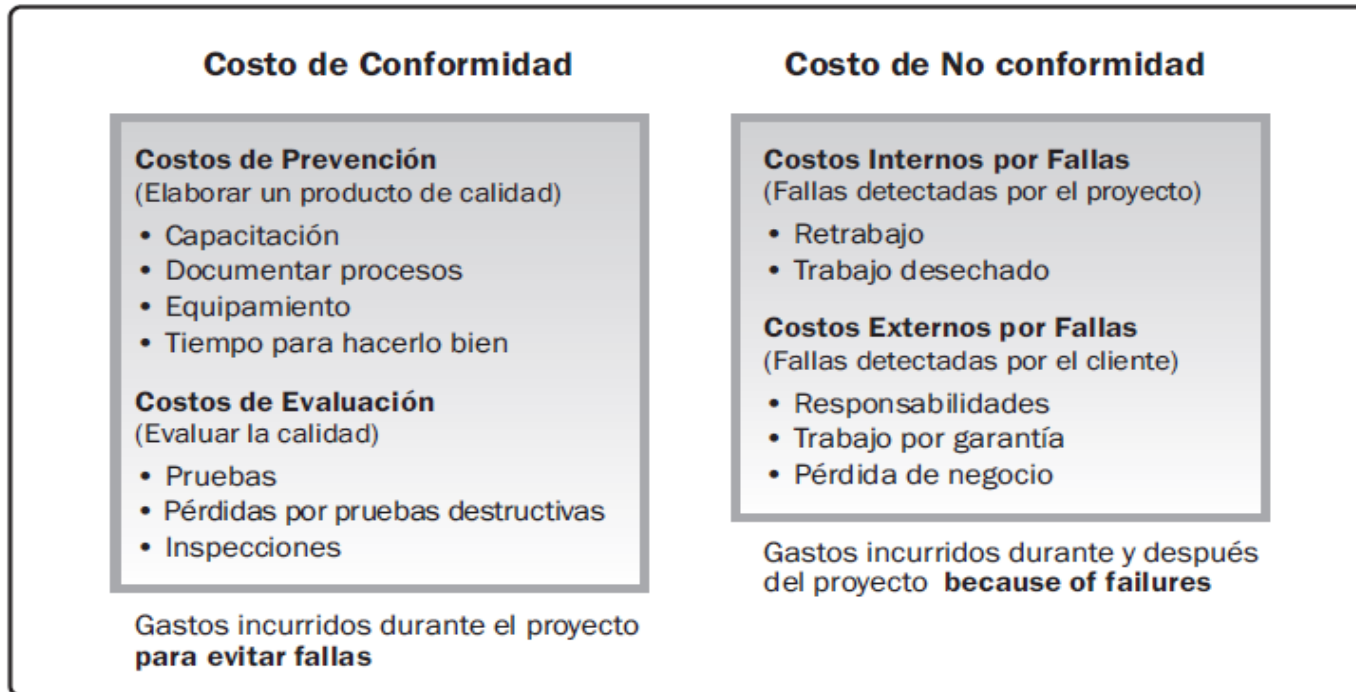 Costo de Conformidad
Costos de Prevención
(Elaborar un producto de calidad)
• Capacitación
• Documentar procesos
• Equipamiento
• Tiempo para hacerlo bien
Costos de Evaluación
(Evaluar la calidad)
• Pruebas
• Pérdidas por pruebas destructivas
• Inspecciones
Gastos incurridos durante el proyecto
para evitar fallas
Costo de No conformidad
Costos Internos por Fallas
(Fallas detectadas por el proyecto)
• Retrabajo
• Trabajo desechado
Costos Externos por Fallas
(Fallas detectadas por el cliente)
• Responsabilidades
• Trabajo por garantía
• Pérdida de negocio
Gastos incurridos durante y después
del proyecto because of failures